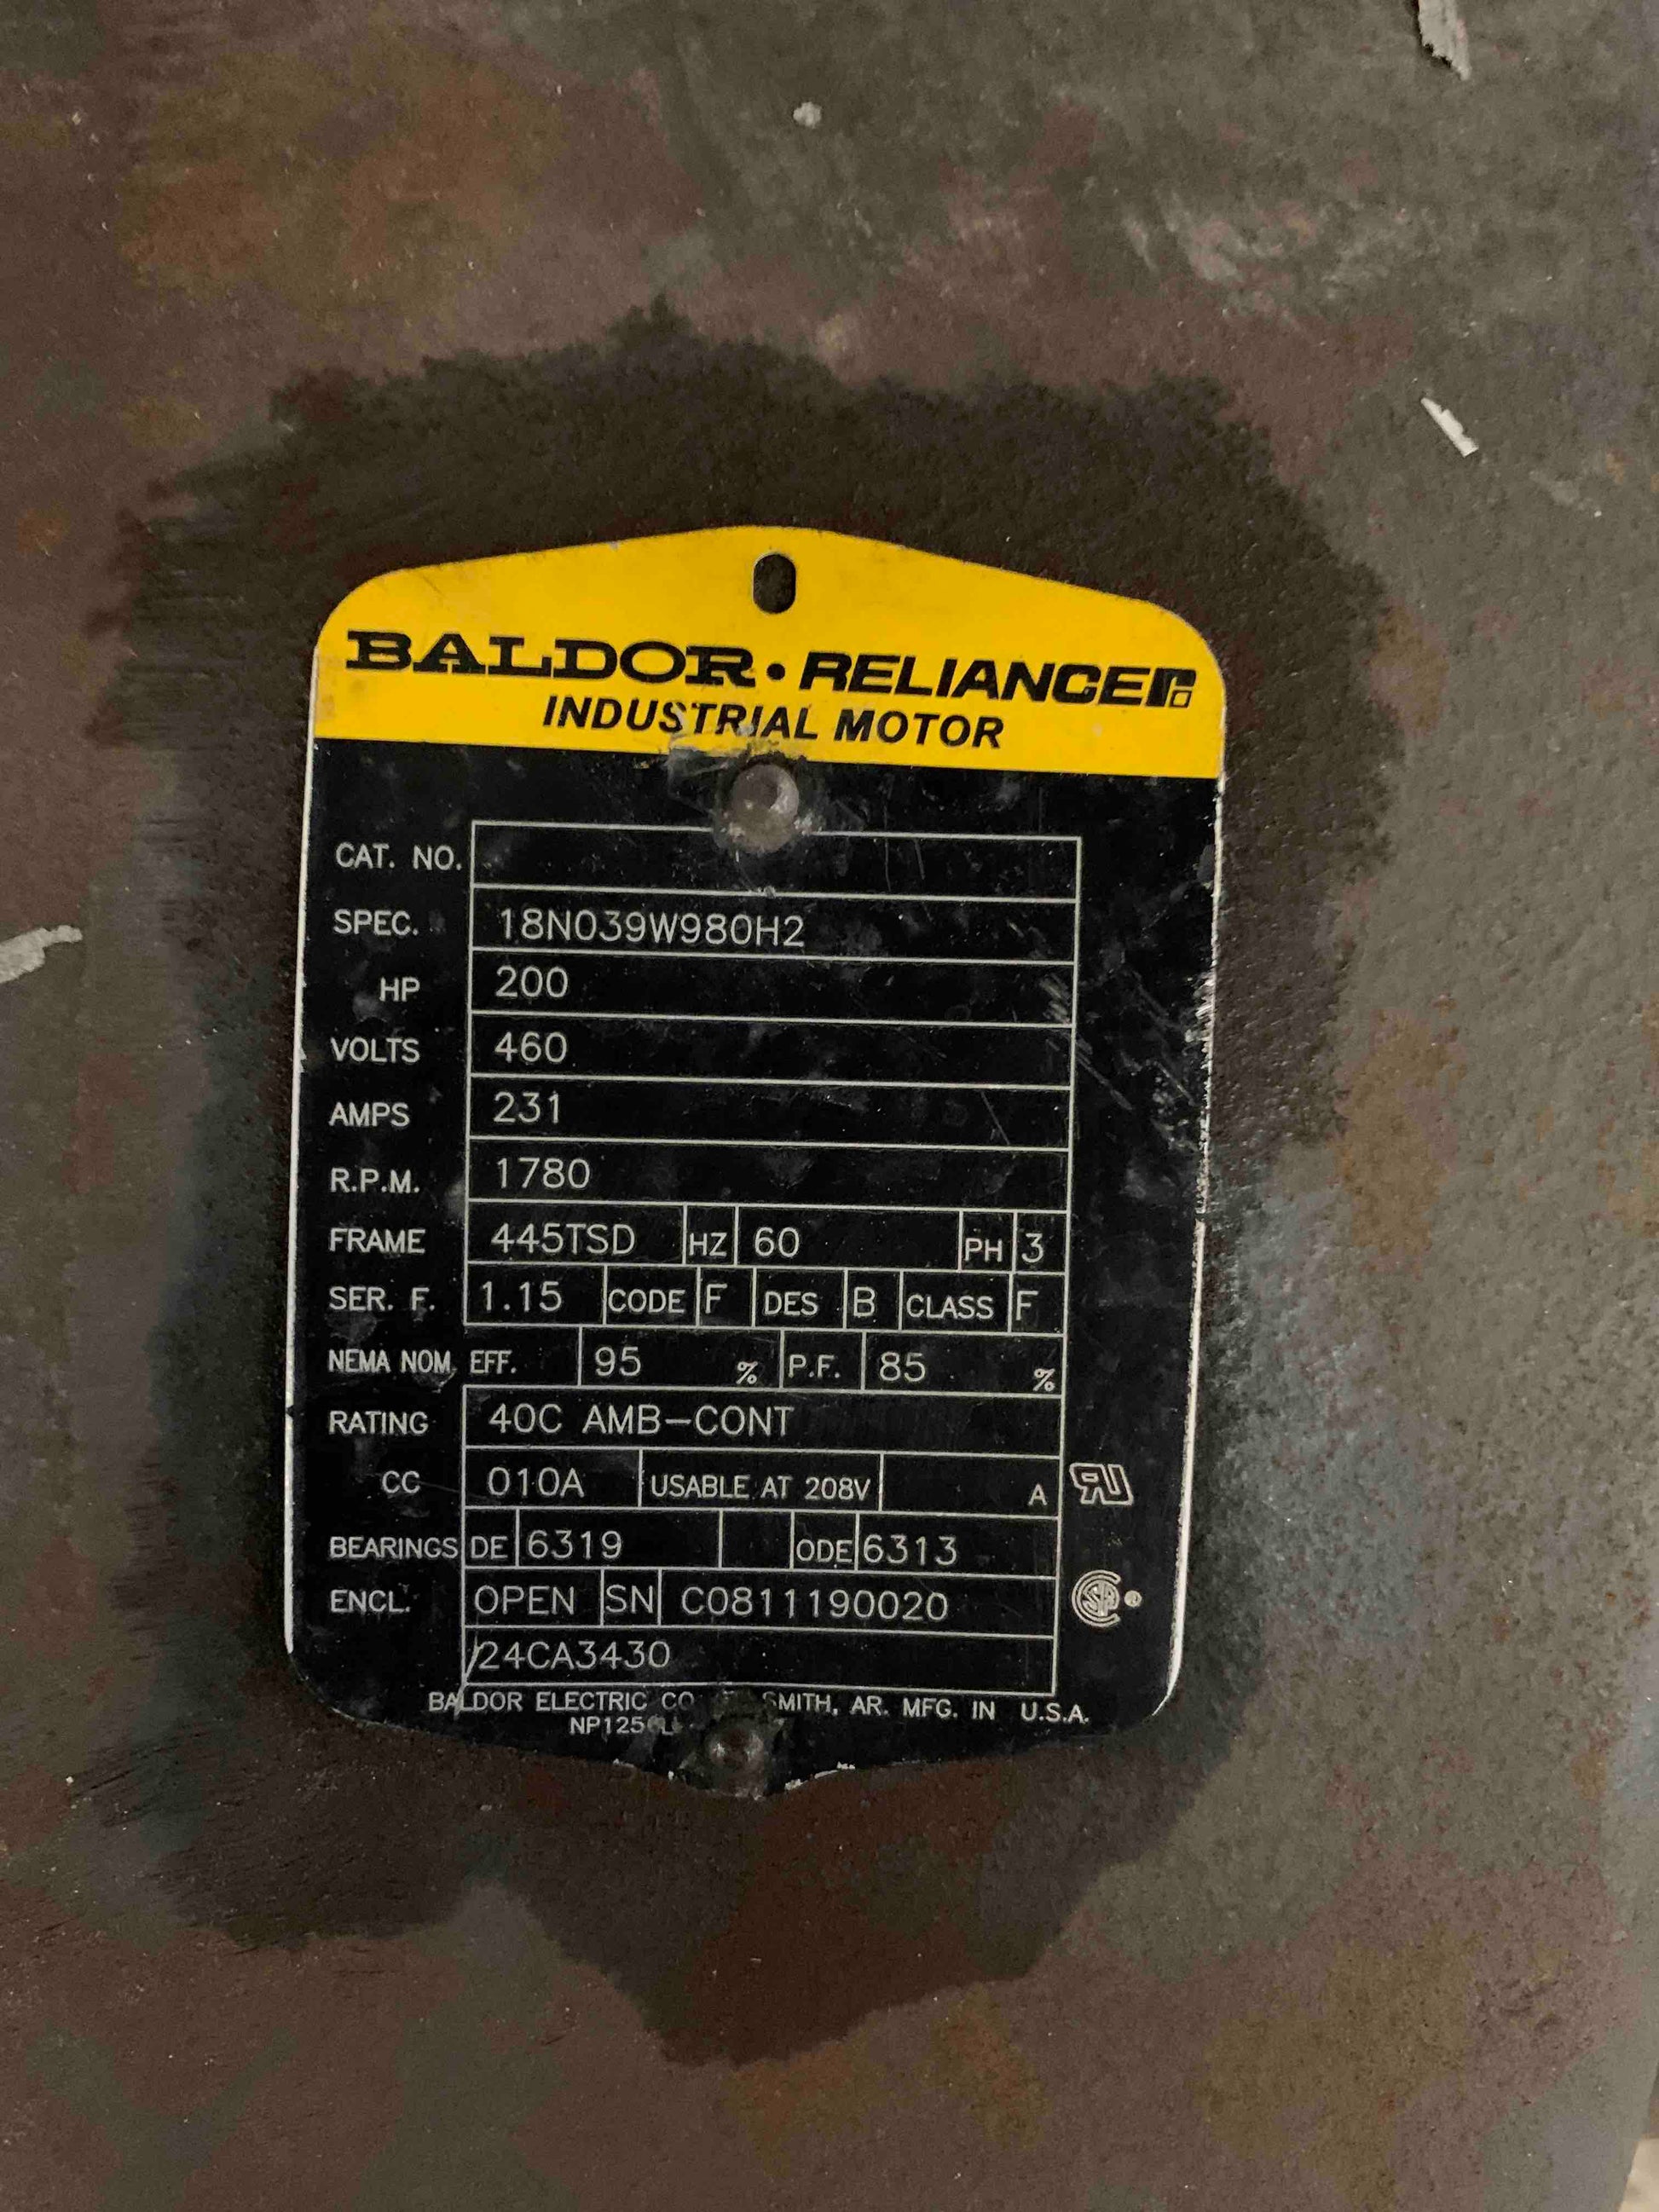 BALDOR • RELIANCER
INDUSTRIAL MOTOR
CAT. NO.
SPEC. 18N039W980H2
HP 200
VOLTS 460
AMPS 231
R.P.M. 1780
FRAME 445TSD HZ 60 PH 3
SER. F. 1.15 CODE F DES B CLASS F
NEMA NOM. EFF. 95 % P.F. 85 %
RATING 40C AMB-CONT
CC 010A USABLE AT 208V A
BEARINGS DE 6319 ODE 6313
ENCL. OPEN SN C0811190020
/24CA3430
BALDOR ELECTRIC CO SMITH, AR. MFG. IN U.S.A.